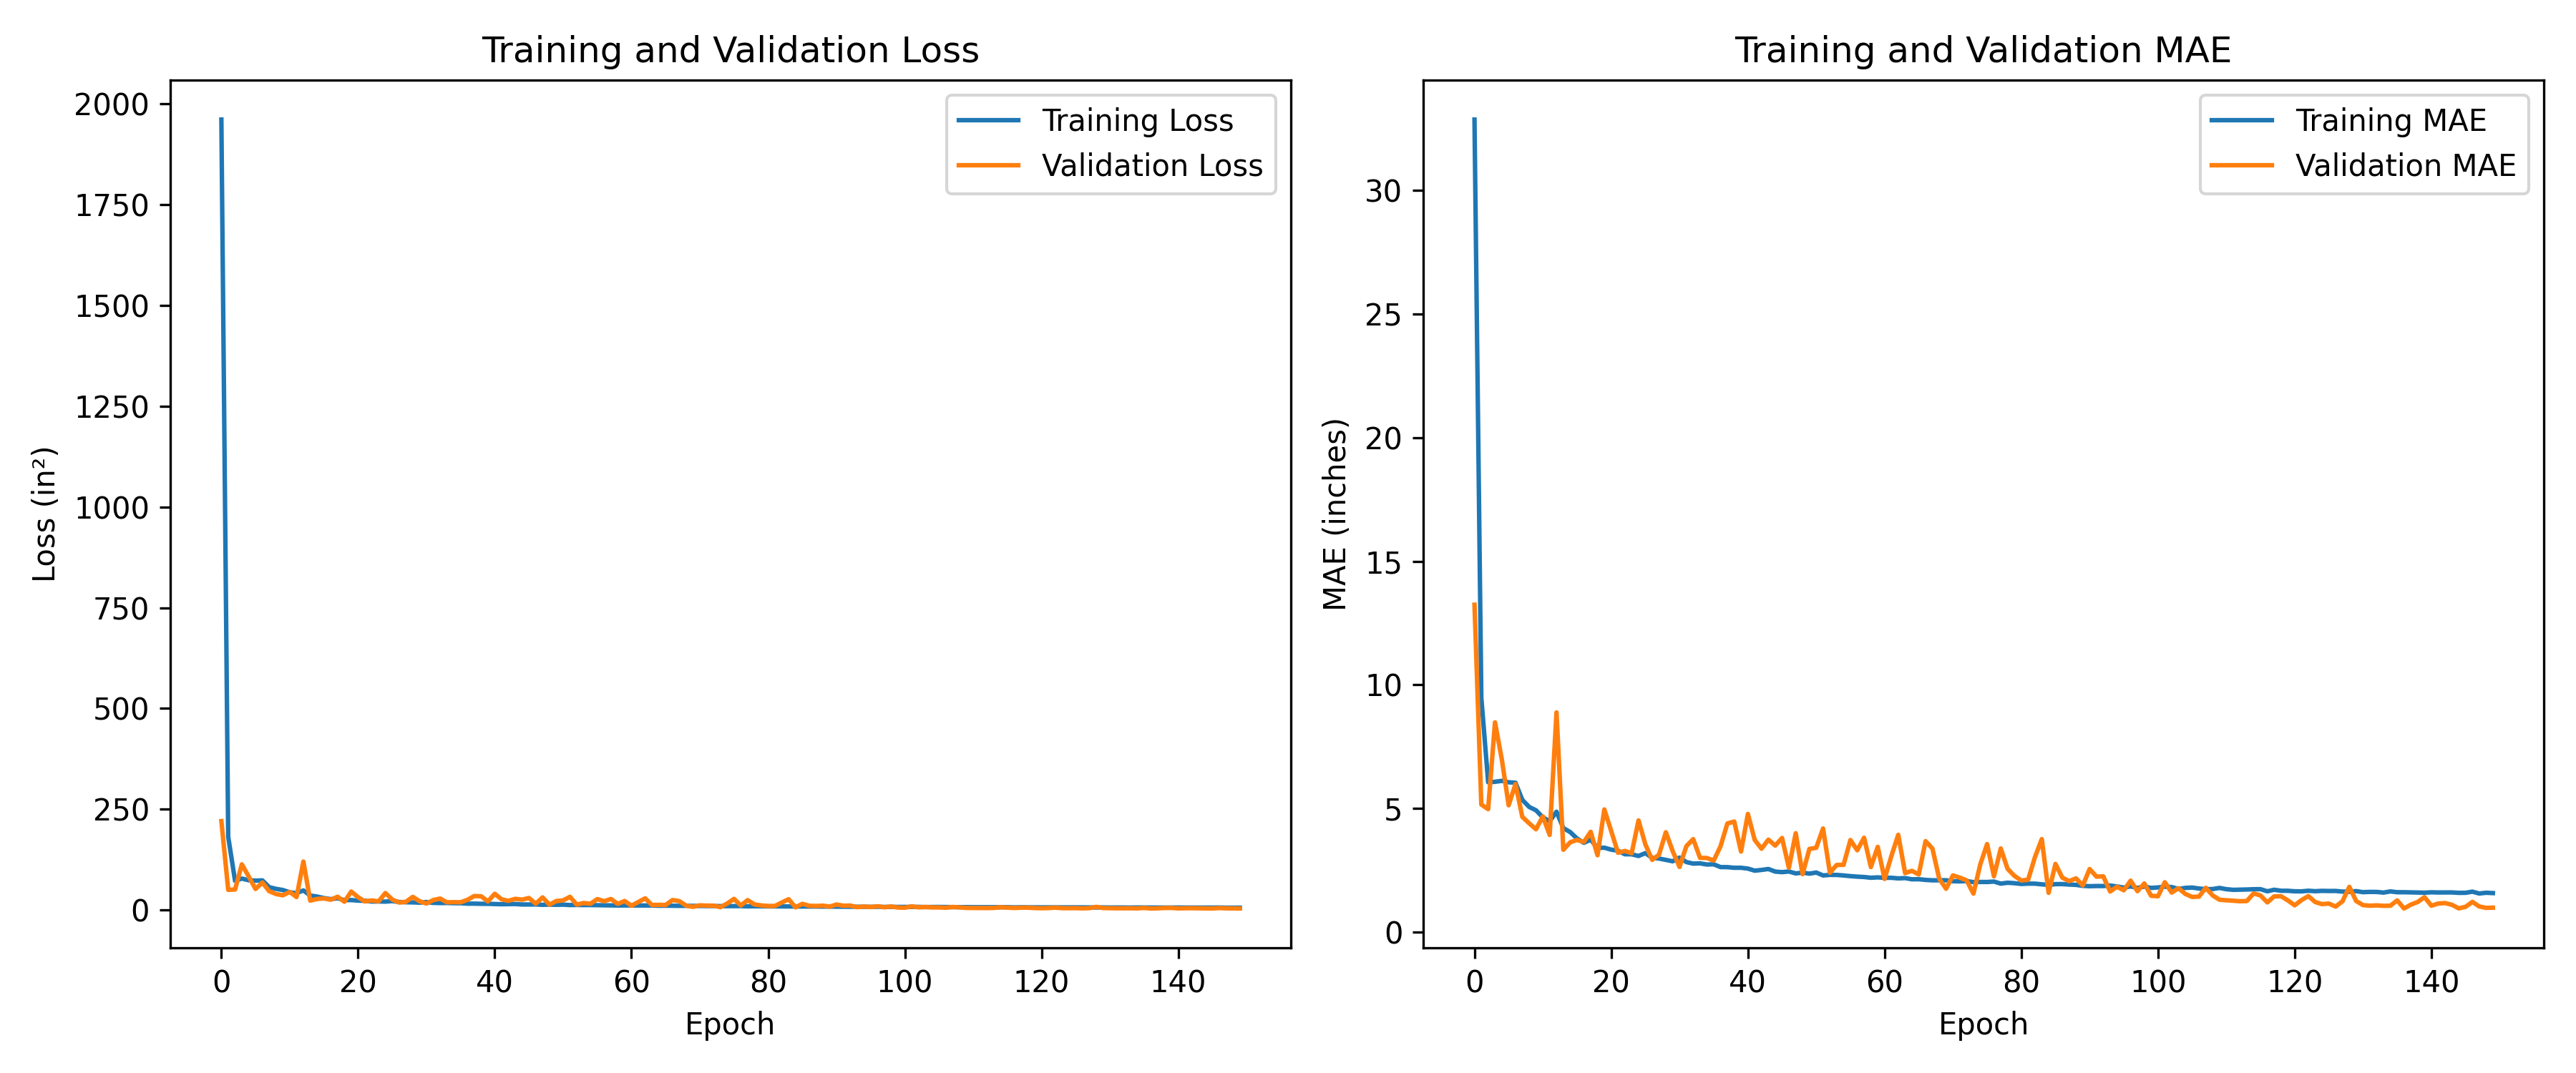 Training and Validation Loss
Loss (in²)
2000
1750
1500
1250
1000
750
500
250
0
0 20 40 60 80 100 120 140
Epoch
Training Loss
Validation Loss
Training and Validation MAE
MAE (inches)
30
25
20
15
10
5
0
0 20 40 60 80 100 120 140
Epoch
Training MAE
Validation MAE